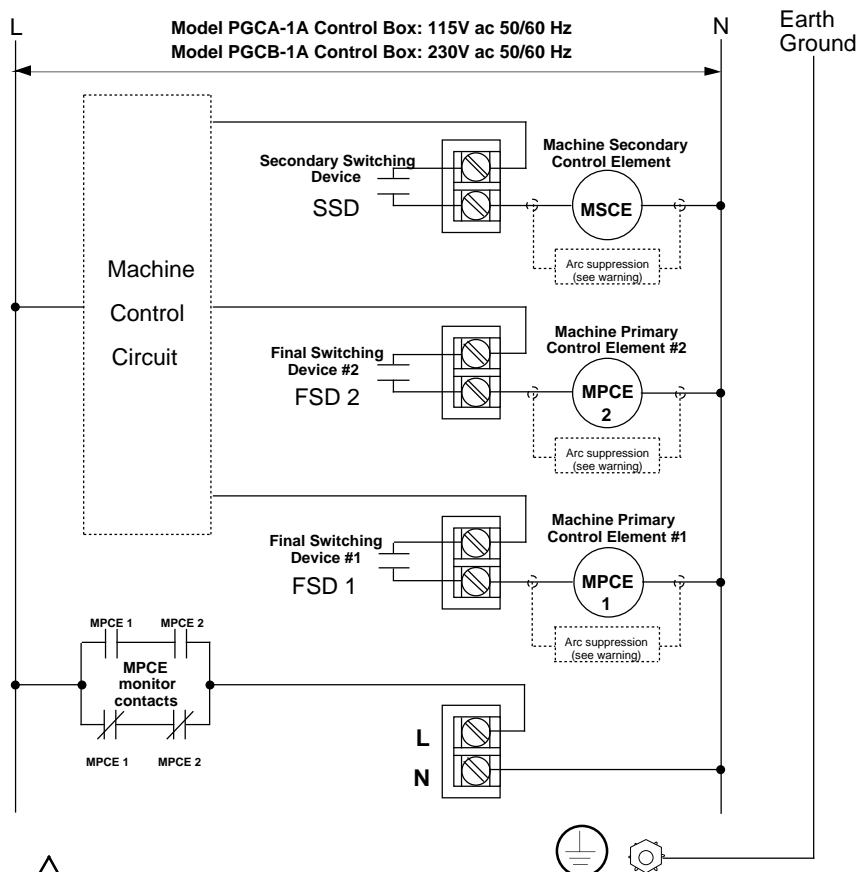 L
Model PGCA-1A Control Box: 115V ac 50/60 Hz
Model PGCB-1A Control Box: 230V ac 50/60 Hz
N
Earth
Ground
Secondary Switching
Device
SSD
Machine Secondary
Control Element
MSCE
Arc suppression
(see warning)
Machine
Control
Circuit
Final Switching
Device #2
FSD 2
Machine Primary
Control Element #2
MPCE
2
Arc suppression
(see warning)
Final Switching
Device #1
FSD 1
Machine Primary
Control Element #1
MPCE
1
Arc suppression
(see warning)
MPCE 1
MPCE 2
MPCE
monitor
contacts
MPCE 1
MPCE 2
L
N